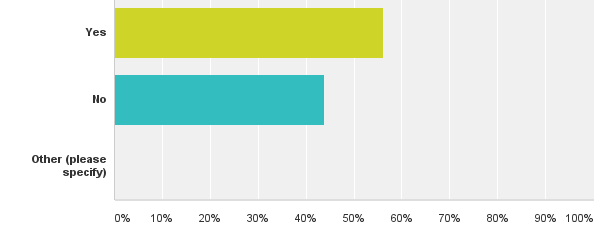 Yes
No
Other (please
specify)
0% 10% 20% 30% 40% 50% 60% 70% 80% 90% 100%